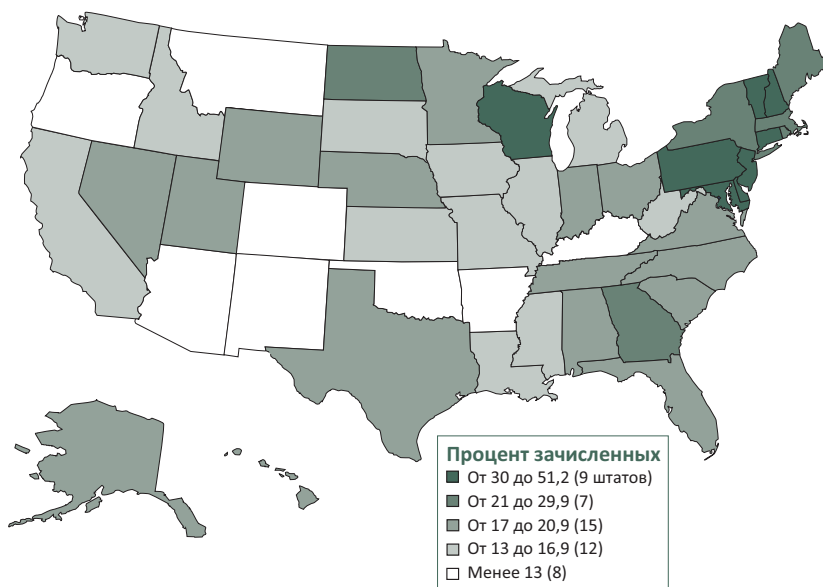 Процент зачисленных
От 30 до 51,2 (9 штатов)
От 21 до 29,9 (7)
От 17 до 20,9 (15)
От 13 до 16,9 (12)
Менее 13 (8)